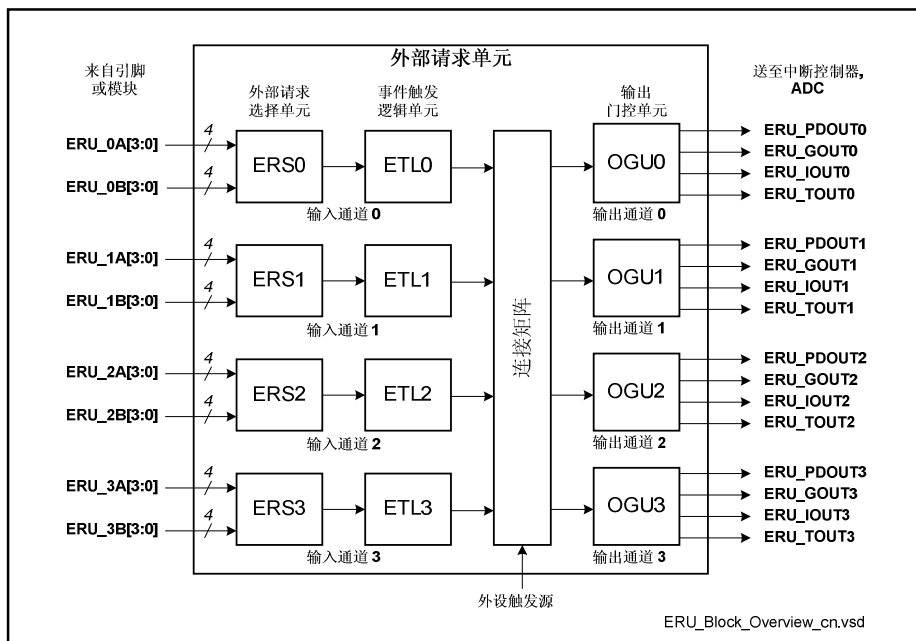 外部请求单元
来自引脚
或模块
外部请求
选择单元
事件触发
逻辑单元
输出
门控单元
送至中断控制器,
ADC
ERU_0A[3:0]
4
ERU_0B[3:0]
4
ERS0
ETL0
OGU0
ERU_PDOUT0
ERU_GOUT0
ERU_IOUT0
ERU_TOUT0
输入通道 0
输出通道 0
ERU_1A[3:0]
4
ERU_1B[3:0]
4
ERS1
ETL1
OGU1
ERU_PDOUT1
ERU_GOUT1
ERU_IOUT1
ERU_TOUT1
输入通道 1
输出通道 1
连接矩阵
ERU_2A[3:0]
4
ERU_2B[3:0]
4
ERS2
ETL2
OGU2
ERU_PDOUT2
ERU_GOUT2
ERU_IOUT2
ERU_TOUT2
输入通道 2
输出通道 2
ERU_3A[3:0]
4
ERU_3B[3:0]
4
ERS3
ETL3
OGU3
ERU_PDOUT3
ERU_GOUT3
ERU_IOUT3
ERU_TOUT3
输入通道 3
输出通道 3
外设触发源
ERU_Block_Overview_cn.vsd